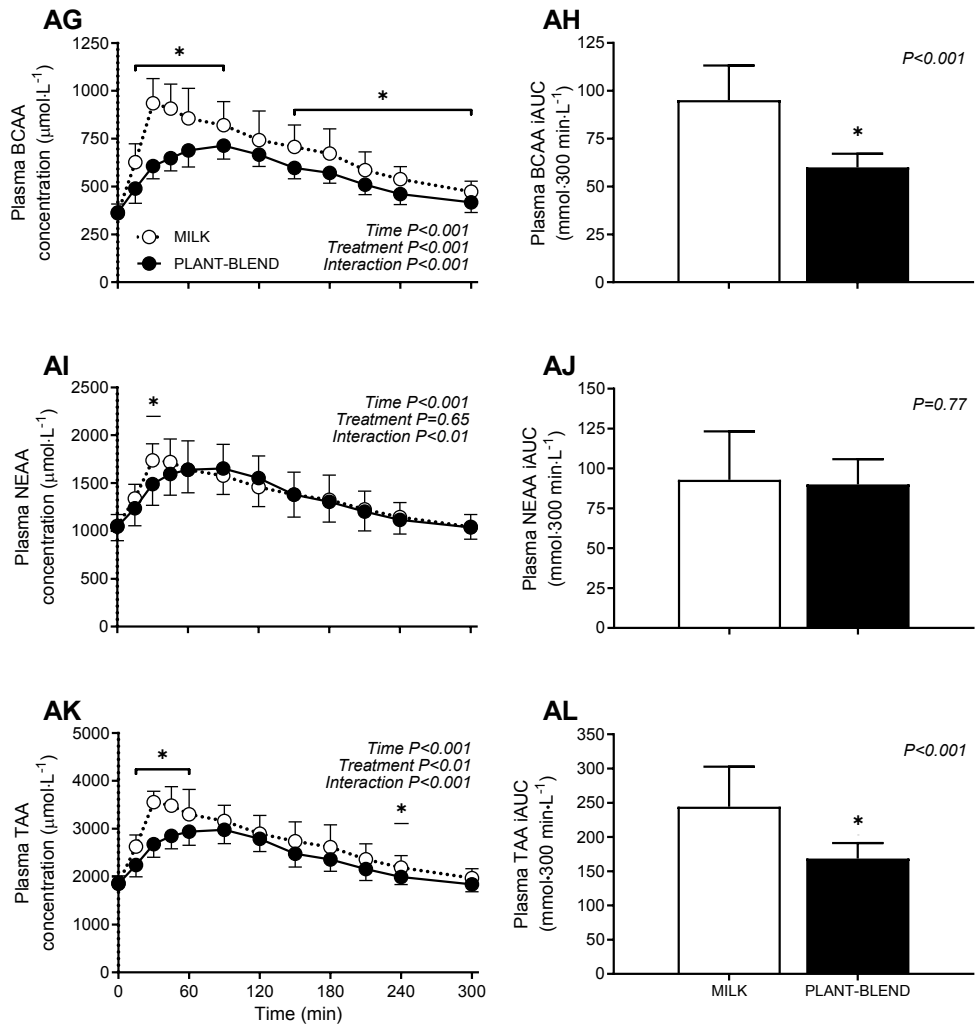 AG
Plasma BCAA
concentration (μmol·L⁻¹)
1250
1000
750
500
250
0
*
*
MILK
PLANT-BLEND
Time P<0.001
Treatment P<0.001
Interaction P<0.001
AH
Plasma BCAA iAUC
(mmol·300 min·L⁻¹)
125
100
75
50
25
0
P<0.001
*
AI
Plasma NEAA
concentration (μmol·L⁻¹)
2500
2000
1500
1000
500
0
*
Time P<0.001
Treatment P=0.65
Interaction P<0.01
AJ
Plasma NEAA iAUC
(mmol·300 min·L⁻¹)
150
125
100
75
50
25
0
P=0.77
AK
Plasma TAA
concentration (μmol·L⁻¹)
5000
4000
3000
2000
1000
0
*
Time P<0.001
Treatment P<0.01
Interaction P<0.001
*
0 60 120 180 240 300
Time (min)
AL
Plasma TAA iAUC
(mmol·300 min•L⁻¹)
350
300
250
200
150
100
50
0
P<0.001
*
MILK PLANT-BLEND